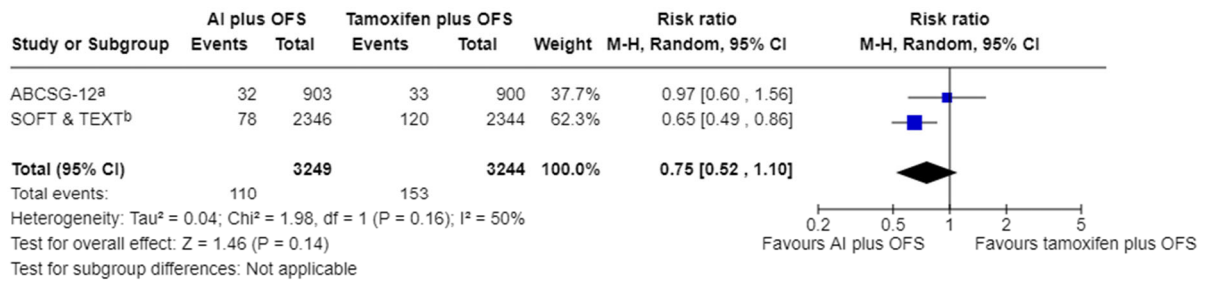 AI plus OFS Tamoxifen plus OFS Risk ratio Risk ratio
Study or Subgroup Events Total Events Total Weight M-H, Random, 95% CI M-H, Random, 95% CI
ABCSG-12ᵃ 32 903 33 900 37.7% 0.97 [0.60 , 1.56]
SOFT & TEXTᵇ 78 2346 120 2344 62.3% 0.65 [0.49 , 0.86]
Total (95% CI) 3249 3244 100.0% 0.75 [0.52 , 1.10]
Total events: 110 153
Heterogeneity: Tau² = 0.04; Chi² = 1.98, df = 1 (P = 0.16); I² = 50%
0.2 0.5 1 2 5
Test for overall effect: Z = 1.46 (P = 0.14)
Favours AI plus OFS Favours tamoxifen plus OFS
Test for subgroup differences: Not applicable